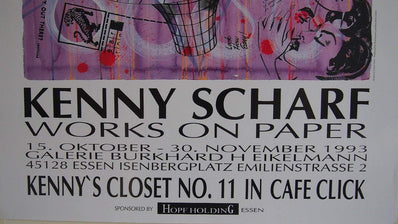 KENNY SCHARF
WORKS ON PAPER
15. OKTOBER - 30. NOVEMBER 1993
GALERIE BURKHARD H EIKELMANN
45128 ESSEN ISENBERGPLATZ EMILIENSTRASSE 2
KENNY`S CLOSET NO. 11 IN CAFE CLICK
SPONSORED BY HOPF HOLDING ESSEN